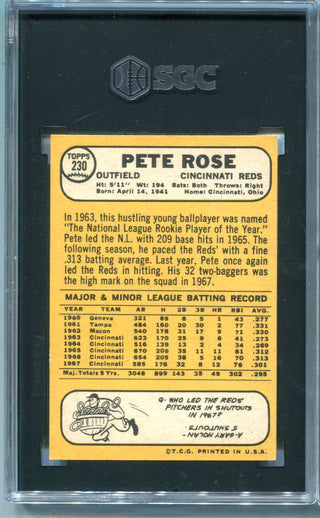 SGC
TOPPS
230
PETE ROSE
OUTFIELD CINCINNATI REDS
Ht: 5'11" Wt: 194 Bats: Both Throws: Right
Born: April 14, 1941 Home: Cincinnati, Ohio
In 1963, this hustling young ballplayer was named
"The National League Rookie Player of the Year."
Pete led the N.L. with 209 base hits in 1965. The
following season, he paced the Reds' with a fine
.313 batting average. Last year, Pete once again
led the Reds in hitting. His 32 two-baggers was
the high mark on the squad in 1967.
MAJOR & MINOR LEAGUE BATTING RECORD
YEAR TEAM AB H 2B 3B HR RBI AVG.
1960 Geneva 321 89 8 5 1 43 .277
1961 Tampa 484 160 20 30 2 77 .331
1962 Macon 540 178 31 17 9 71 .330
1963 Cincinnati 623 170 25 9 6 41 .273
1964 Cincinnati 516 139 13 2 4 34 .269
1965 Cincinnati 670 209 35 11 11 81 .312
1966 Cincinnati 654 205 38 5 16 70 .313
1967 Cincinnati 585 176 32 8 12 76 .301
Maj. Totals 5 Yrs. 3048 899 143 35 49 302 .295
Q- WHO LED THE REDS'
PITCHERS IN SHUTOUTS
IN 1967?
A-GARY NOLAN-
5 SHUTOUTS
©T.C.G. PRINTED IN U.S.A.